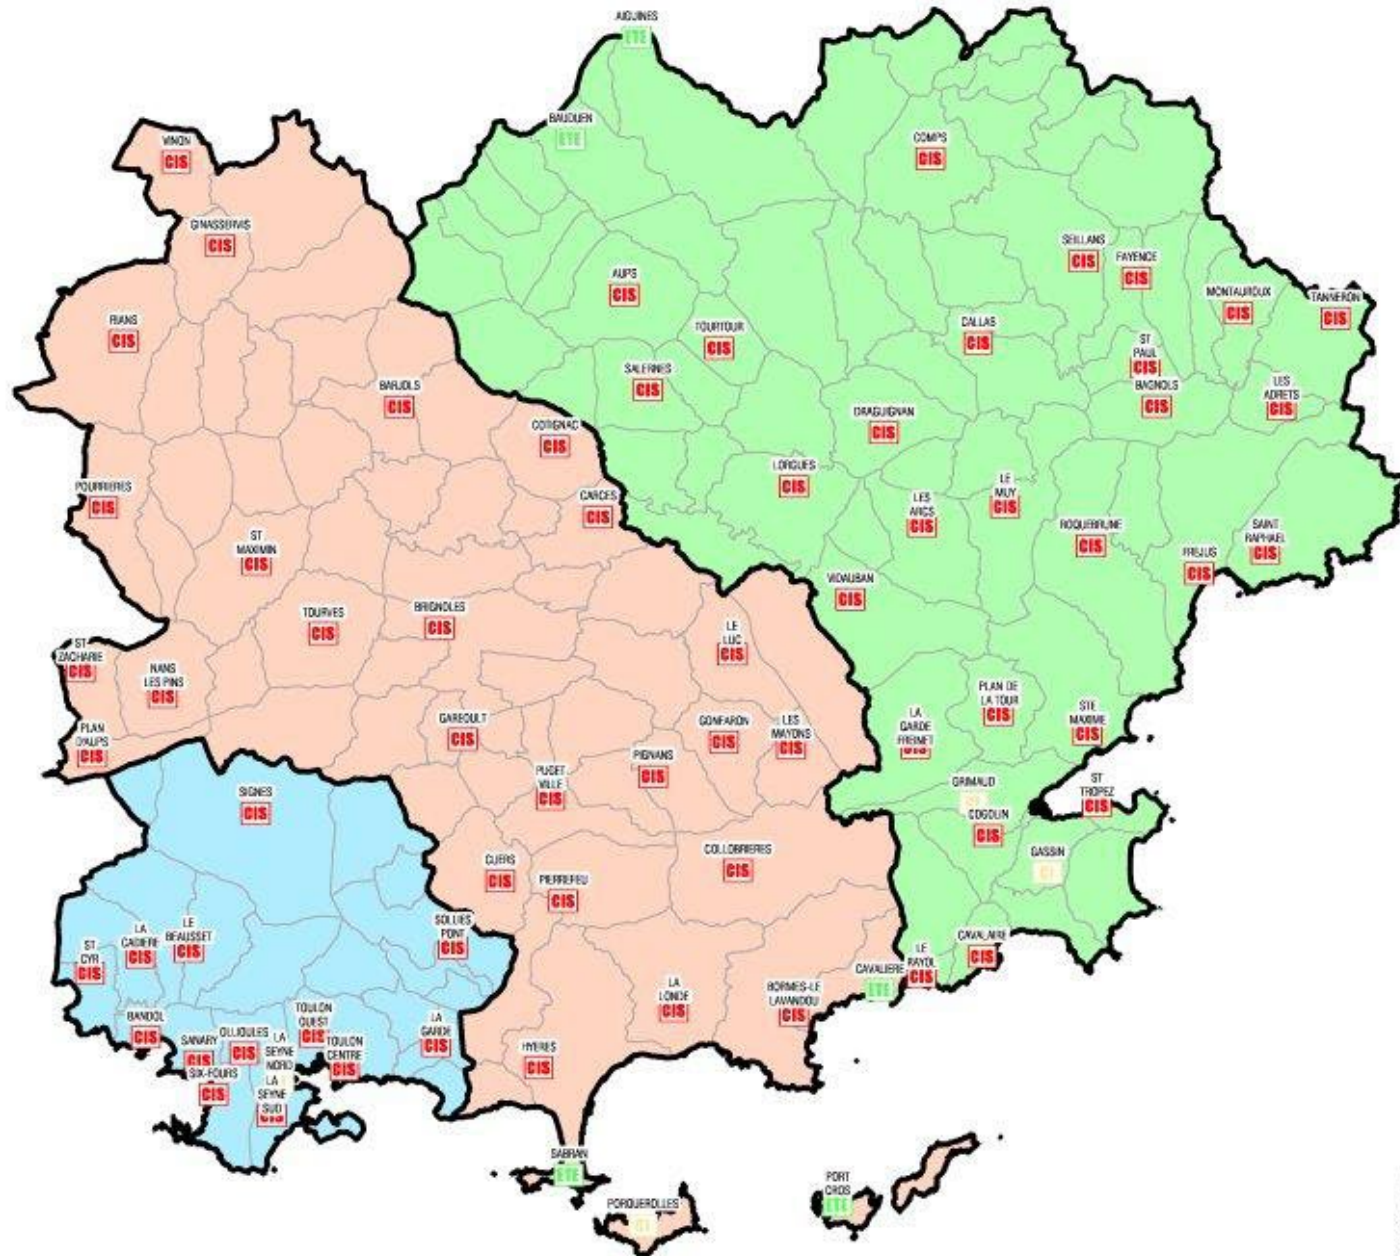 AIGUINES
ETE
BAUDUEN
ETE
COMPS
CIS
VINON
CIS
GINASSERVIS
CIS
SEILLANS
CIS
FAYENCE
CIS
AUPS
CIS
MONTAUROUX
CIS
TANNERON
CIS
RIANS
CIS
TOURTOUR
CIS
CALLAS
CIS
ST
PAUL
CIS
SALERNES
CIS
BARJOLS
CIS
BAGNOLS
CIS
LES
ADRETS
CIS
COTIGNAC
CIS
DRAGUIGNAN
CIS
LORGUES
CIS
POURRIERES
CIS
CARCES
CIS
LES
ARCS
CIS
LE
MUY
CIS
ROQUEBRUNE
CIS
SAINT
RAPHAEL
CIS
FREJUS
CIS
ST
MAXIMIN
CIS
VIDAUBAN
CIS
TOURVES
CIS
BRIGNOLES
CIS
LE
LUC
CIS
ST
ZACHARIE
CIS
NANS
LES PINS
CIS
PLAN DE
LA TOUR
CIS
STE
MAXIME
CIS
LA
GARDE
FREINET
CIS
GAREOULT
CIS
GONFARON
CIS
LES
MAYONS
CIS
PLAN
D'AUPS
CIS
PIGNANS
CIS
PUGET
VILLE
CIS
GRIMAUD
CI
ST
TROPEZ
CIS
SIGNES
CIS
COGOLIN
CIS
GASSIN
CI
COLLOBRIERES
CIS
CUERS
CIS
PIERREFEU
CIS
SOLLIES
PONT
CIS
LE
BEAUSSET
CIS
LA
CADIERE
CIS
ST
CYR
CIS
CAVALAIRE
CIS
LE
RAYOL
CIS
CAVALIERE
ETE
LA
LONDE
CIS
BORMES-LE
LAVANDOU
CIS
BANDOL
CIS
SANARY
CIS
OLLIOULES
CIS
TOULON
OUEST
CIS
LA
SEYNE
NORD
TOULON
CENTRE
CIS
LA
GARDE
CIS
HYERES
CIS
SIX-FOURS
CIS
LA
SEYNE
SUD
CIS
SABRAN
ETE
PORQUEROLLES
CI
PORT
CROS
ETE